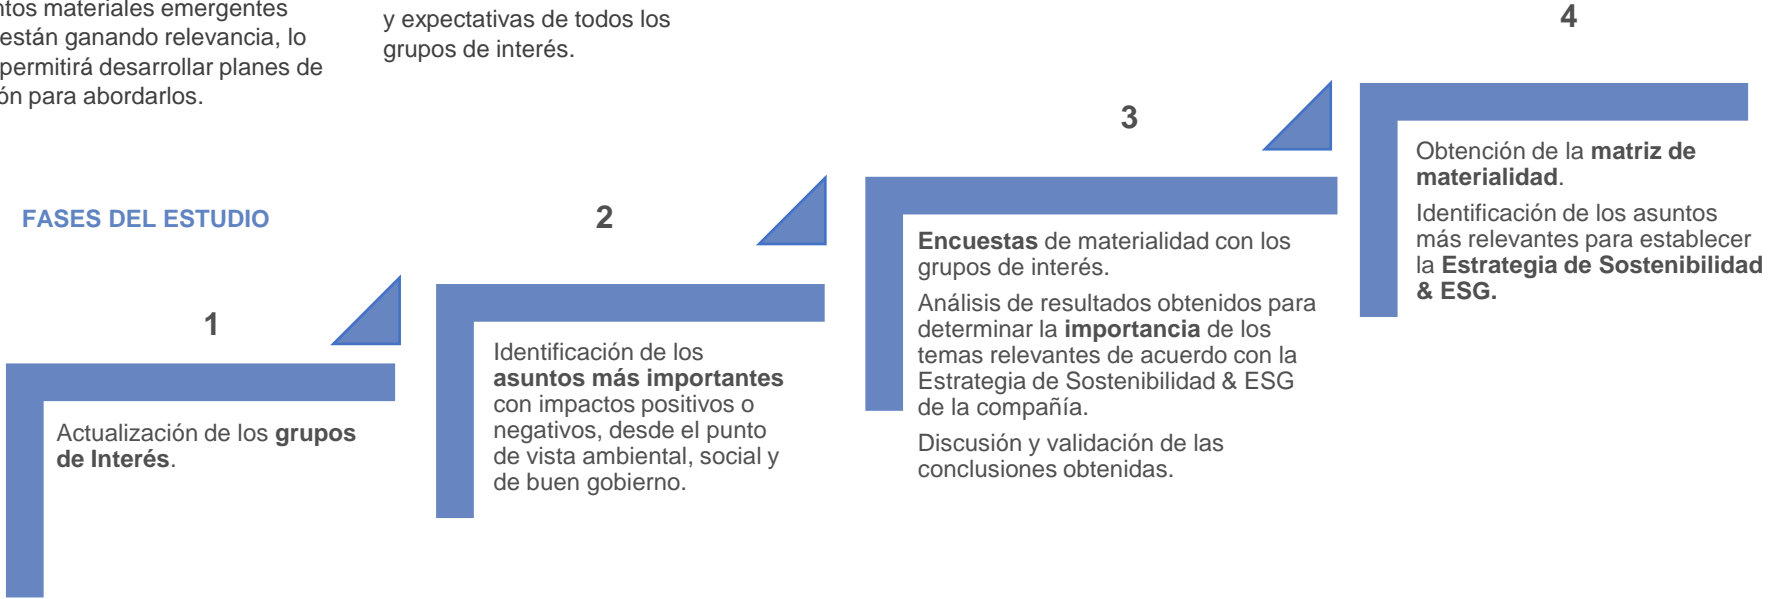 materiales emergentes
están ganando relevancia, lo
permitirá desarrollar planes de
para abordarlos.
y expectativas de todos los
grupos de interés.
FASES DEL ESTUDIO
1
Actualización de los grupos
de Interés.
2
Identificación de los
asuntos más importantes
con impactos positivos o
negativos, desde el punto
de vista ambiental, social y
de buen gobierno.
3
Encuestas de materialidad con los
grupos de interés.
Análisis de resultados obtenidos para
determinar la importancia de los
temas relevantes de acuerdo con la
Estrategia de Sostenibilidad & ESG
de la compañía.
Discusión y validación de las
conclusiones obtenidas.
4
Obtención de la matriz de
materialidad.
Identificación de los asuntos
más relevantes para establecer
la Estrategia de Sostenibilidad
& ESG.